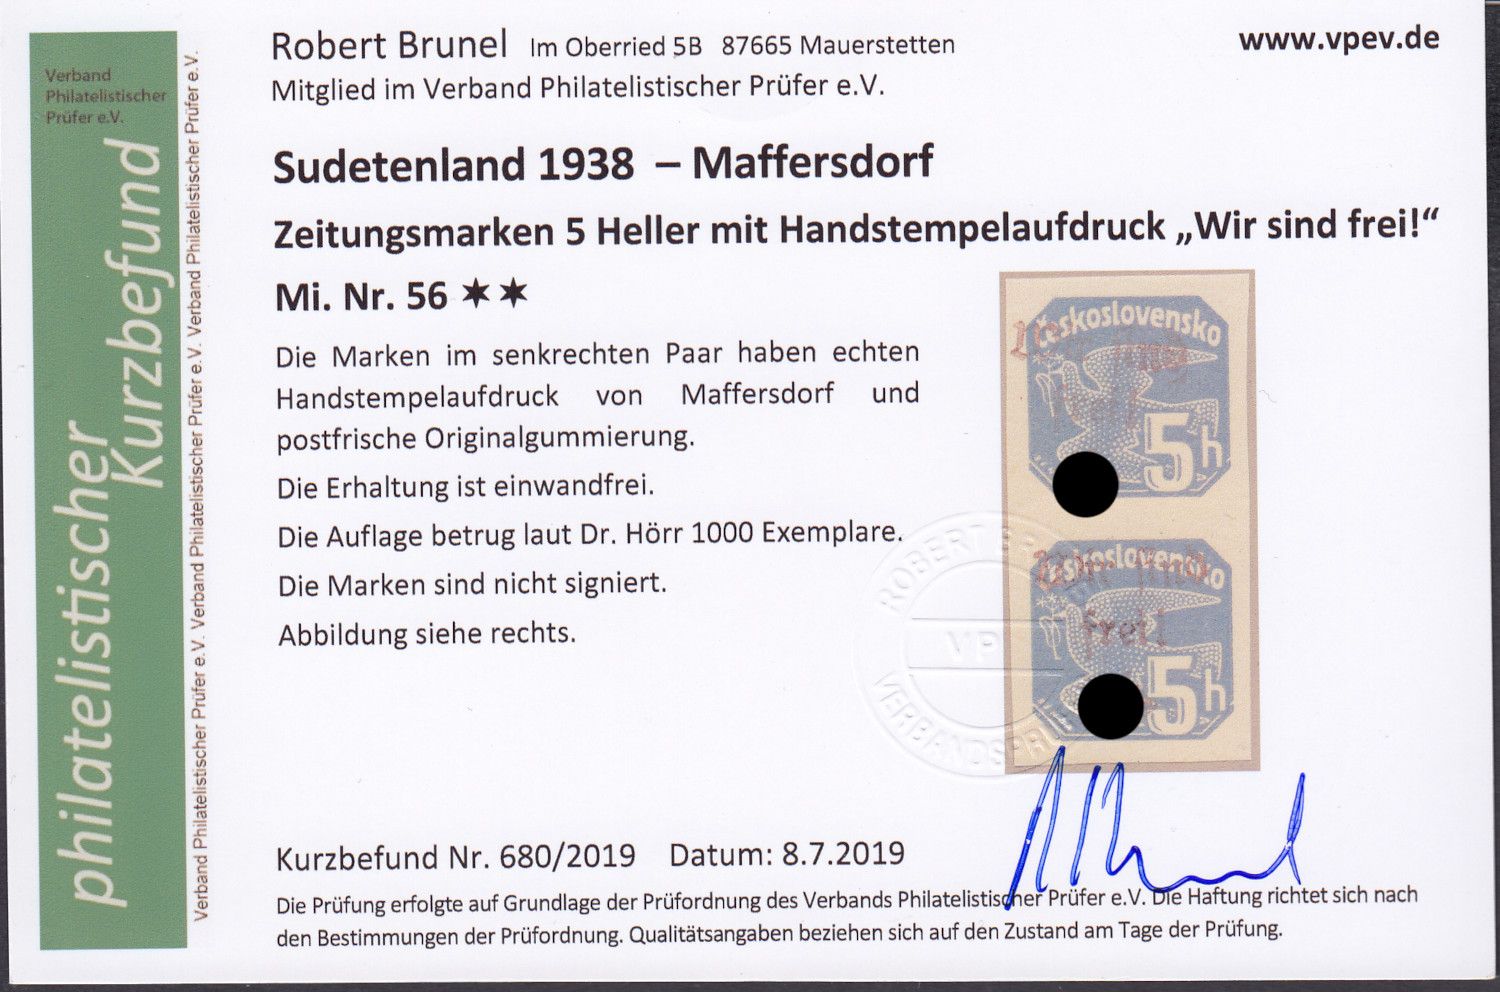 Robert Brunel Im Oberried 5B 87665 Mauerstetten
www.vpev.de
Mitglied im Verband Philatelistischer Prüfer e.V.
Verband
Philatelistischer
Prüfer e.V.
philatelistischer
Kurzbefund
Verband Philatelistischer Prüfer e.V. Verband Philatelistischer Prüfer e.V. Verband Philatelistischer Prüfer e.V.
Sudetenland 1938 – Maffersdorf
Zeitungsmarken 5 Heller mit Handstempelaufdruck „Wir sind frei!“
Mi. Nr. 56 ✶✶
Die Marken im senkrechten Paar haben echten
Handstempelaufdruck von Maffersdorf und
postfrische Originalgummierung.
Die Erhaltung ist einwandfrei.
Die Auflage betrug laut Dr. Hörr 1000 Exemplare.
Die Marken sind nicht signiert.
Abbildung siehe rechts.
Československo
5h
Československo
frei!
5h
ROBERT BR
VP
VERBANDSPRÜ
Kurzbefund Nr. 680/2019 Datum: 8.7.2019
Die Prüfung erfolgte auf Grundlage der Prüfordnung des Verbands Philatelistischer Prüfer e.V. Die Haftung richtet sich nach
den Bestimmungen der Prüfordnung. Qualitätsangaben beziehen sich auf den Zustand am Tage der Prüfung.